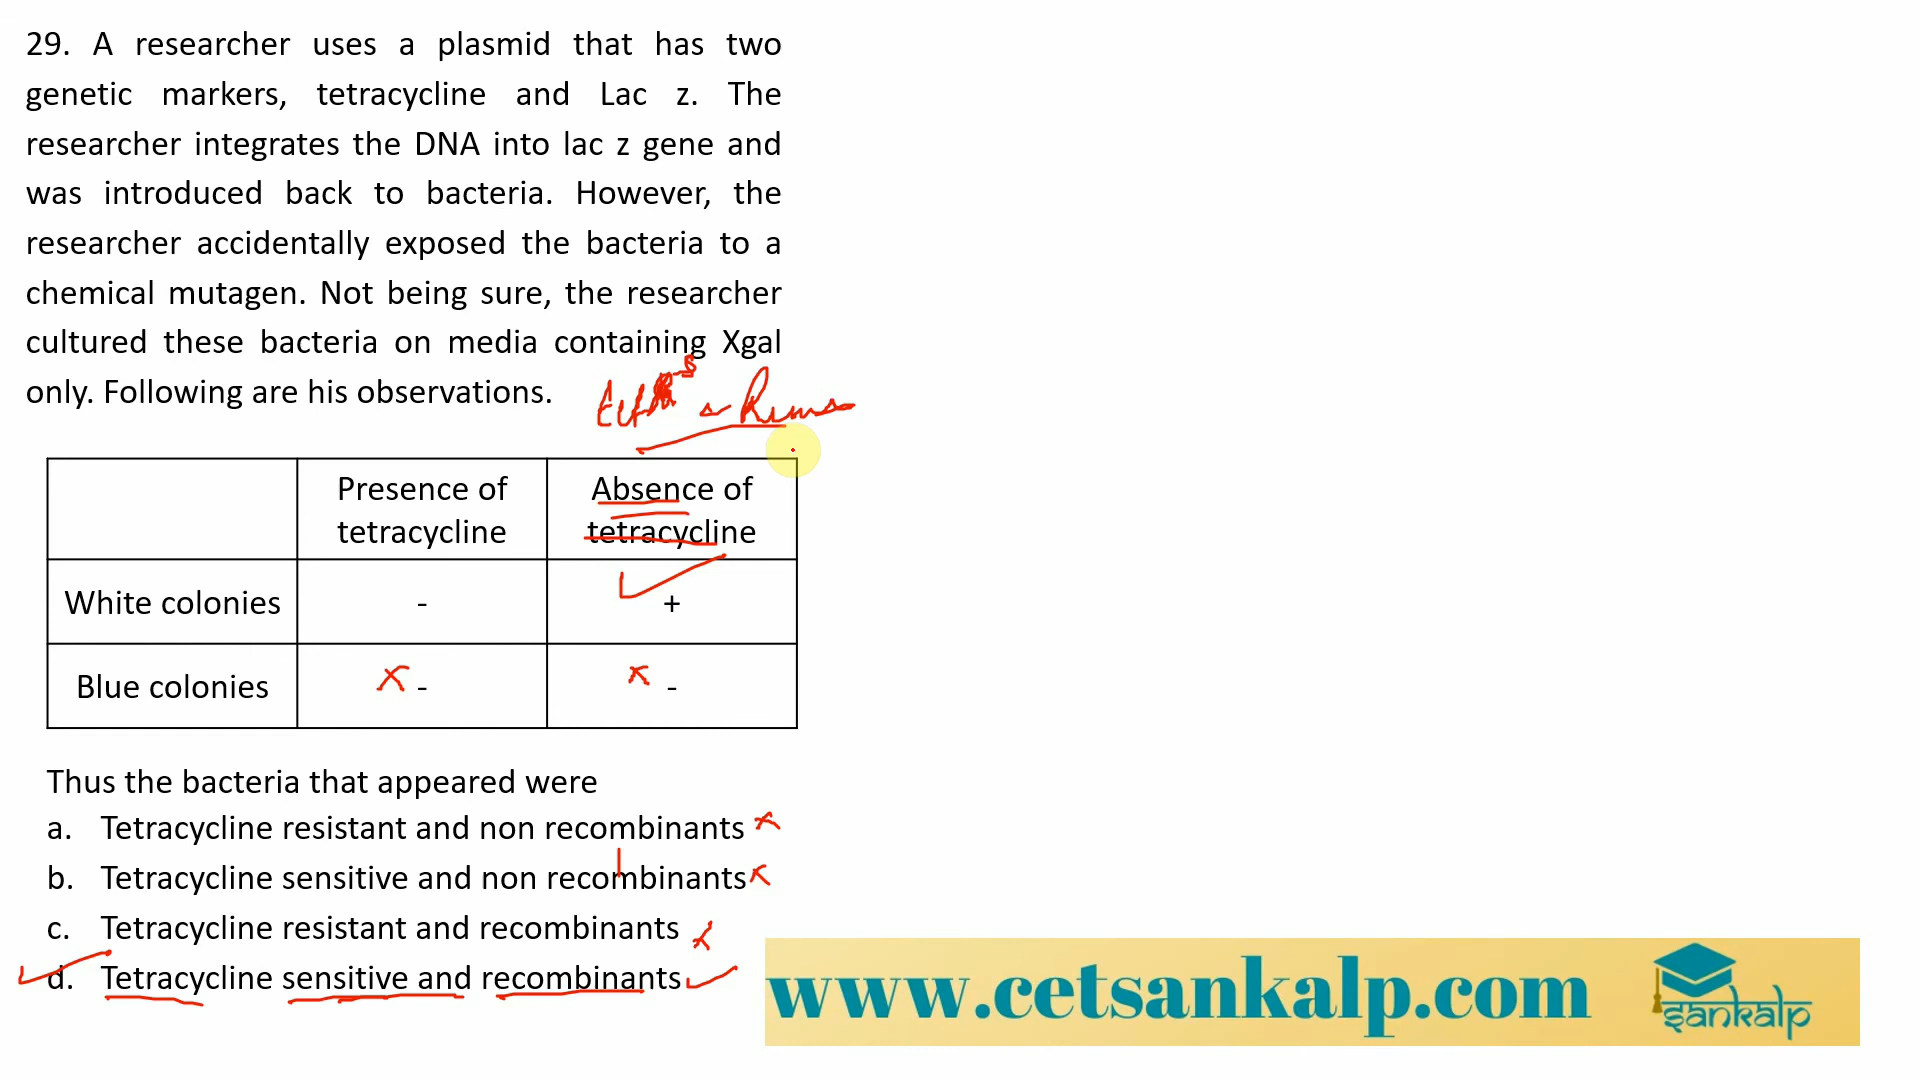 29. A researcher uses a plasmid that has two
genetic markers, tetracycline and Lac z. The
researcher integrates the DNA into lac z gene and
was introduced back to bacteria. However, the
researcher accidentally exposed the bacteria to a
chemical mutagen. Not being sure, the researcher
cultured these bacteria on media containing Xgal
only. Following are his observations.
Presence of tetracycline
Absence of tetracycline
White colonies - +
Blue colonies - -
Thus the bacteria that appeared were
a. Tetracycline resistant and non recombinants
b. Tetracycline sensitive and non recombinants
c. Tetracycline resistant and recombinants
d. Tetracycline sensitive and recombinants
www.cetsankalp.com
sankalp